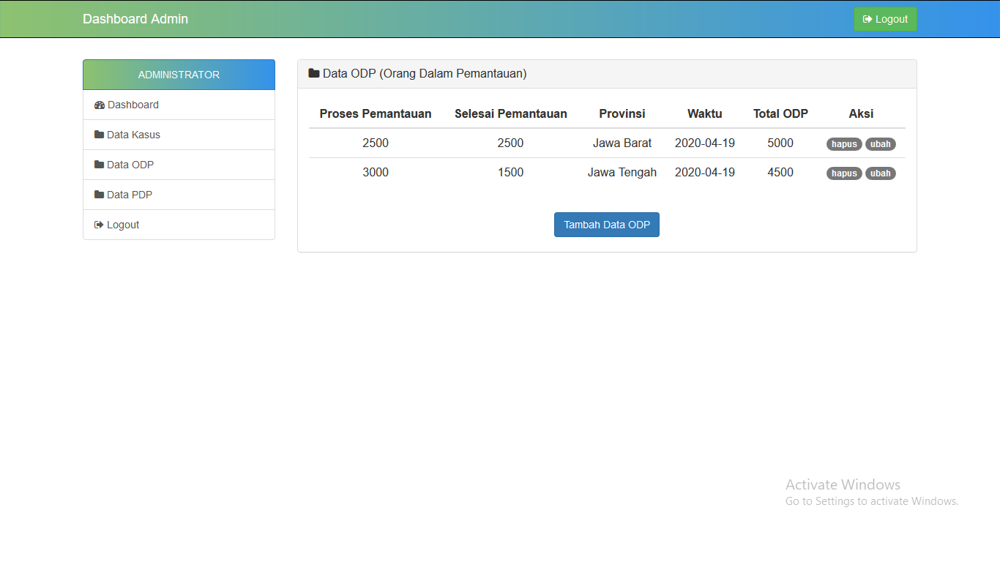 Dashboard Admin
Logout
ADMINISTRATOR
Dashboard
Data Kasus
Data ODP
Data PDP
Logout
Data ODP (Orang Dalam Pemantauan)
Proses Pemantauan Selesai Pemantauan Provinsi Waktu Total ODP Aksi
2500 2500 Jawa Barat 2020-04-19 5000 hapus ubah
3000 1500 Jawa Tengah 2020-04-19 4500 hapus ubah
Tambah Data ODP
Activate Windows
Go to Settings to activate Windows.